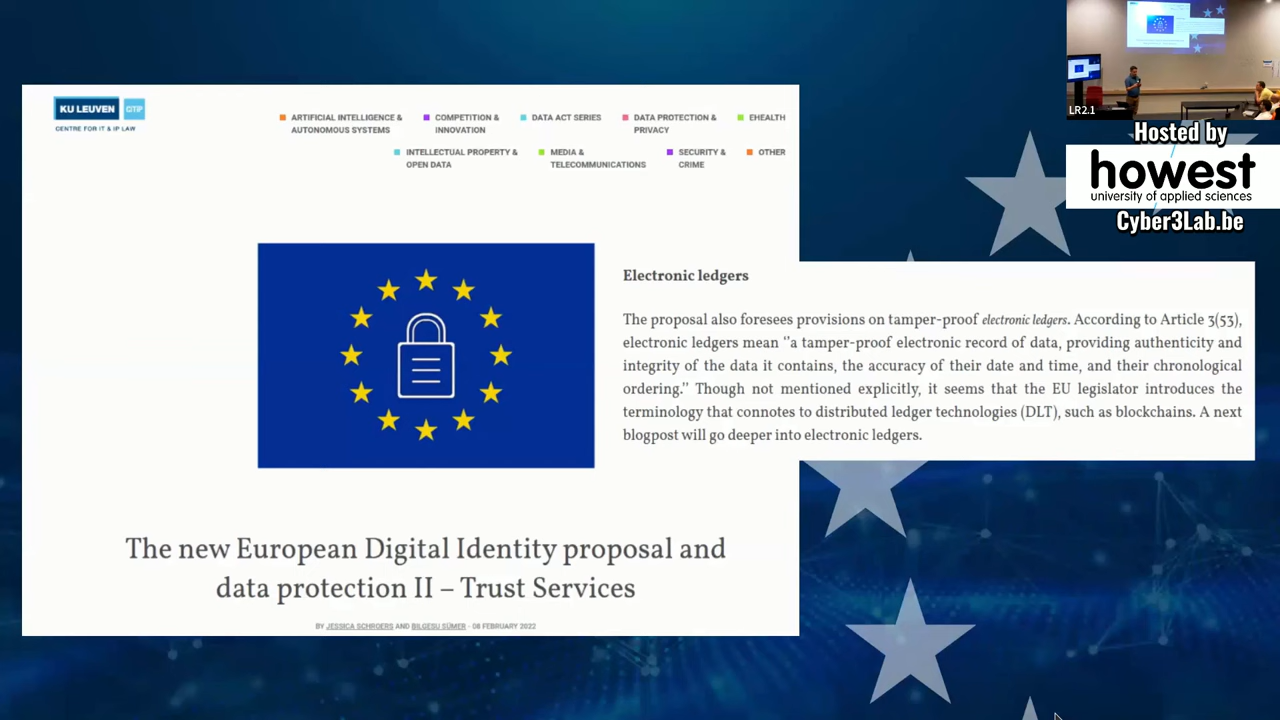 KU LEUVEN CITIP
CENTRE FOR IT & IP LAW
ARTIFICIAL INTELLIGENCE &
AUTONOMOUS SYSTEMS
COMPETITION &
INNOVATION
DATA ACT SERIES
DATA PROTECTION &
PRIVACY
EHEALTH
INTELLECTUAL PROPERTY &
OPEN DATA
MEDIA &
TELECOMMUNICATIONS
SECURITY &
CRIME
OTHER
LR2.1
Hosted by
howest
university of applied sciences
Cyber3Lab.be
Electronic ledgers
The proposal also foresees provisions on tamper-proof electronic ledgers. According to Article 3(53),
electronic ledgers mean ‘’a tamper-proof electronic record of data, providing authenticity and
integrity of the data it contains, the accuracy of their date and time, and their chronological
ordering.’’ Though not mentioned explicitly, it seems that the EU legislator introduces the
terminology that connotes to distributed ledger technologies (DLT), such as blockchains. A next
blogpost will go deeper into electronic ledgers.
The new European Digital Identity proposal and
data protection II – Trust Services
BY JESSICA SCHROERS AND BILGESU SÜMER - 08 FEBRUARY 2022